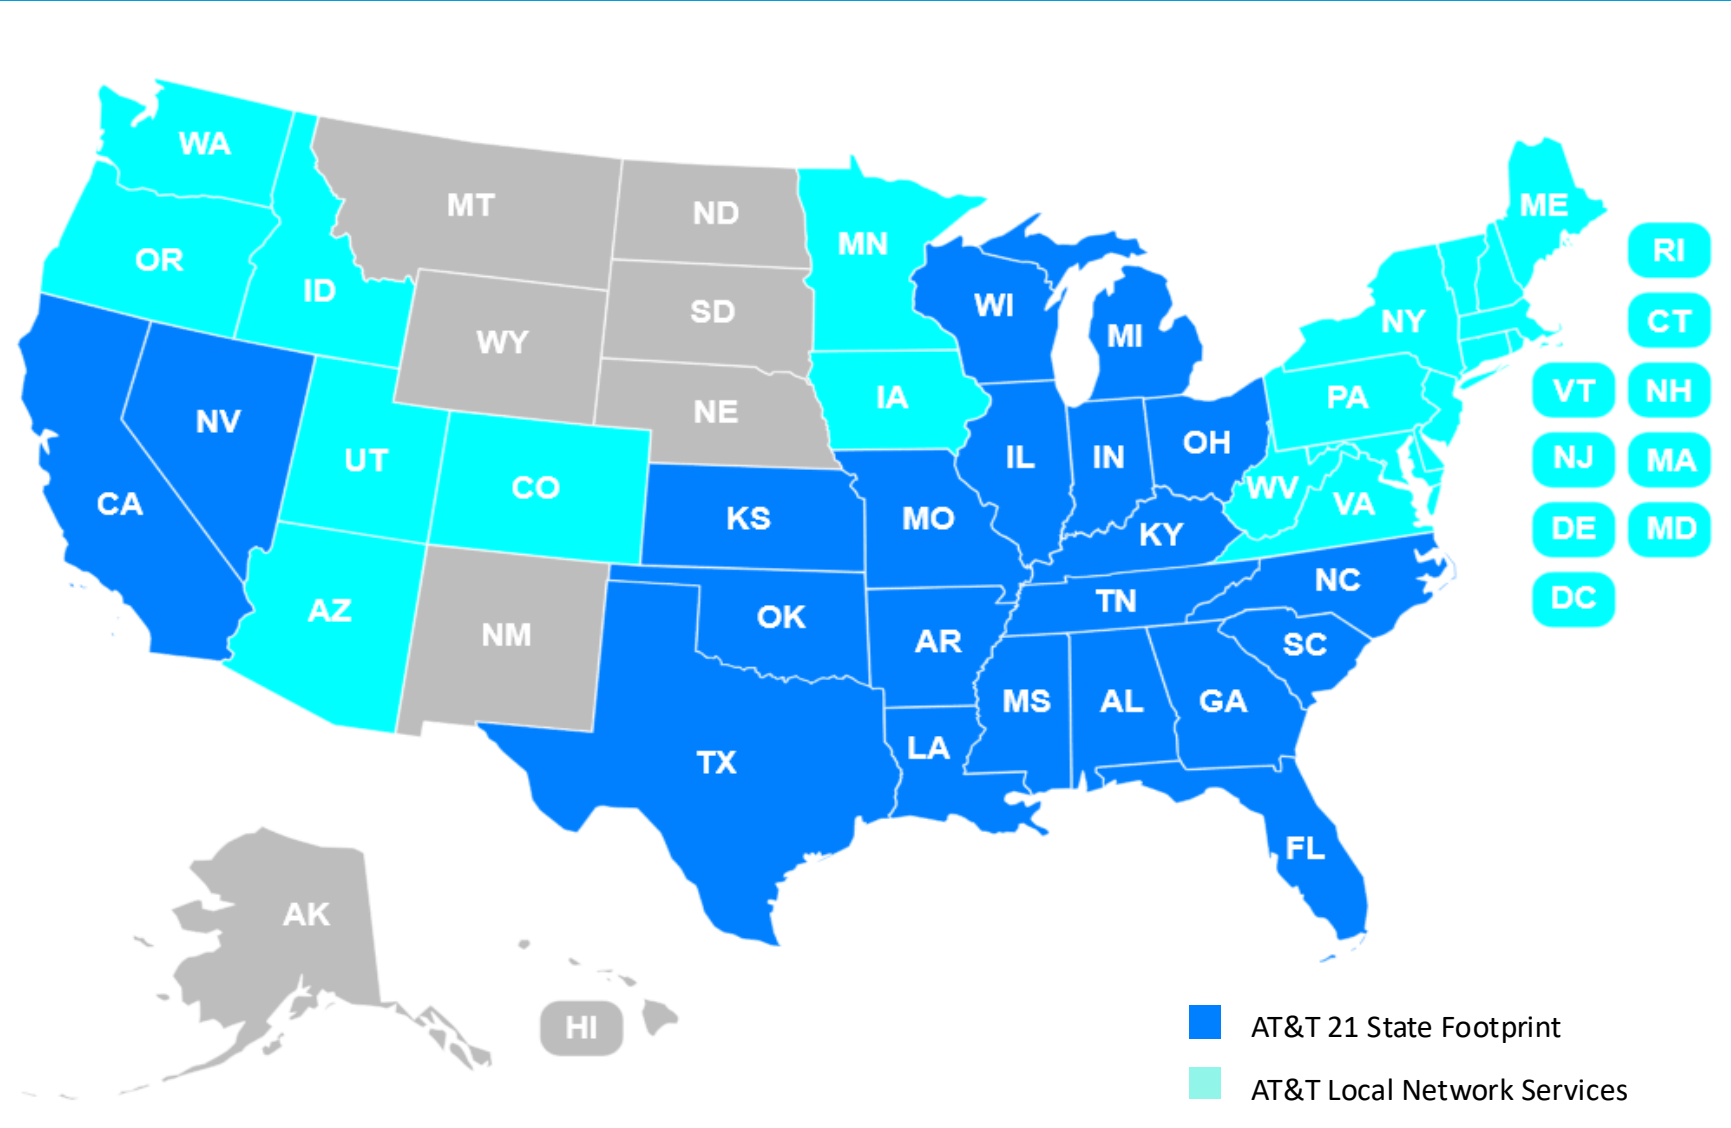 WA
MT
ND
MN
ME
OR
ID
SD
WI
MI
NY
RI
WY
CT
NV
NE
IA
PA
VT
NH
UT
CO
IL
IN
OH
NJ
MA
CA
KS
MO
KY
WV
VA
DE
MD
AZ
NM
OK
AR
TN
NC
DC
SC
TX
LA
MS
AL
GA
FL
AK
HI
AT&T 21 State Footprint
AT&T Local Network Services